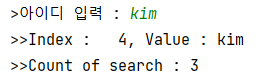 >아이디 입력 : kim
>>Index :   4, Value : kim
>>Count of search : 3